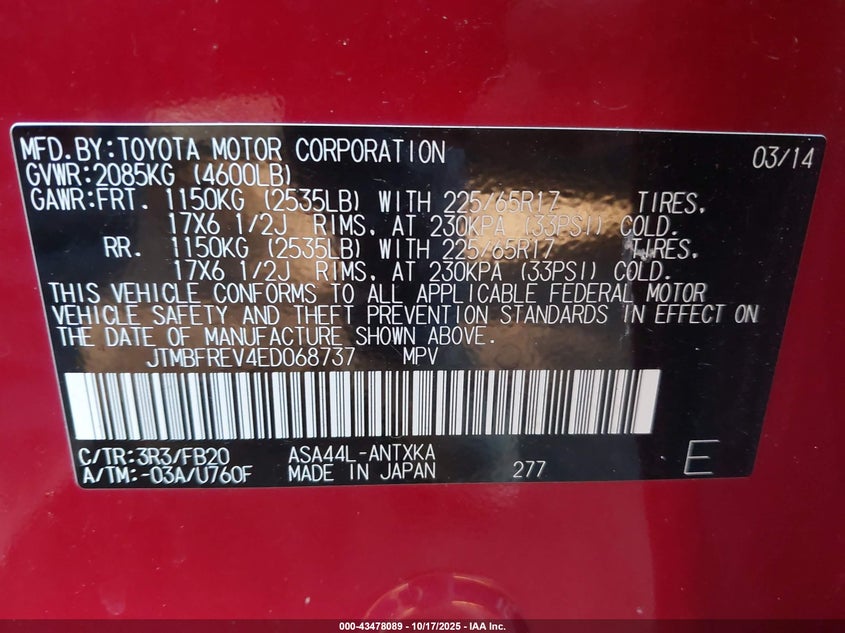 MFD.BY:TOYOTA MOTOR CORPORATION 03/14
GVWR:2085KG (4600LB)
GAWR:FRT. 1150KG (2535LB) WITH 225/65R17 TIRES,
17X6 1/2J RIMS, AT 230KPA (33PSI) COLD.
RR. 1150KG (2535LB) WITH 225/65R17 TIRES,
17X6 1/2J RIMS, AT 230KPA (33PSI) COLD.
THIS VEHICLE CONFORMS TO ALL APPLICABLE FEDERAL MOTOR
VEHICLE SAFETY AND THEFT PREVENTION STANDARDS IN EFFECT ON
THE DATE OF MANUFACTURE SHOWN ABOVE.
JTMBFREV4ED068737 MPV
C/TR:3R3/FB20 ASA44L-ANTXKA
A/TM:-03A/U760F MADE IN JAPAN 277 E
000-43478089 - 10/17/2025 - IAA Inc.